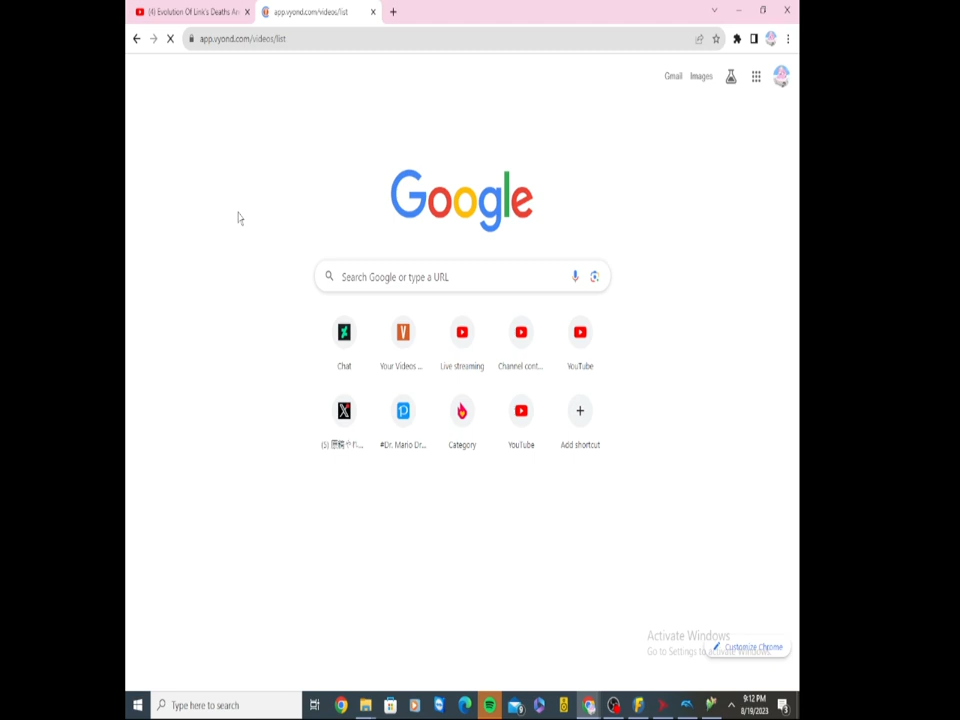 (4) Evolution Of Link's Deaths An
app.vyond.com/videos/list
app.vyond.com/videos/list
Gmail Images
Google
Search Google or type a URL
Chat Your Videos ... Live streaming Channel cont... YouTube
#Dr. Mario Dr... Category YouTube Add shortcut
Activate Windows
Go to Settings to activate Windows.
Customize Chrome
Type here to search
9:12 PM
8/19/2023